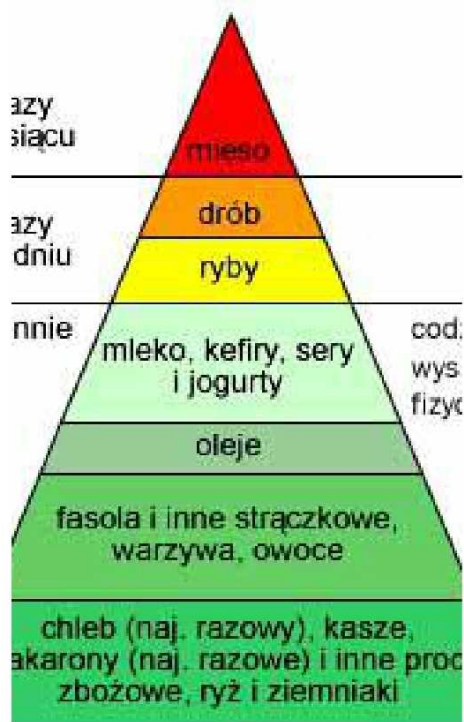 azy
siącu
mięso
drób
azy
dniu
ryby
nnie
mleko, kefiry, sery
i jogurty
cod
wys
fizyc
oleje
fasola i inne strączkowe,
warzywa, owoce
chleb (naj. razowy), kasze,
akarony (naj. razowe) i inne proc
zbożowe, ryż i ziemniaki